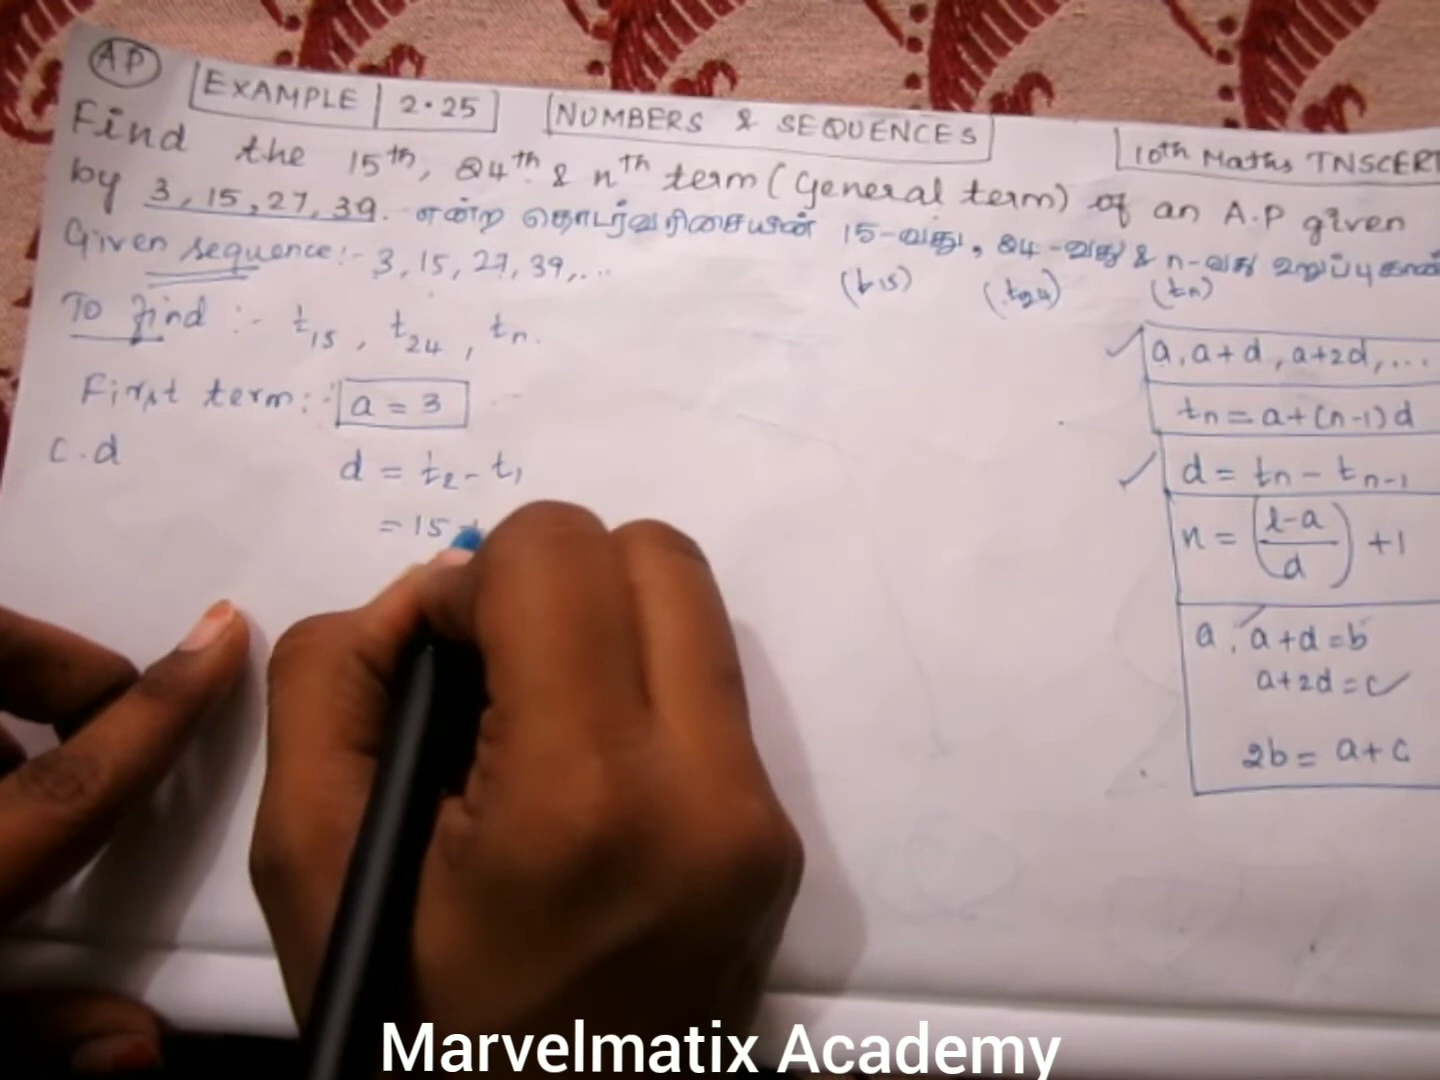 AP
EXAMPLE 2.25
NUMBERS & SEQUENCES
10th Maths TNSCERT
Find the 15th, 24th & nth term (General term) of an A.P given
by 3, 15, 27, 39. என்ற தொடர்வரிசையின் 15-வது, 24-வது & n-வது உறுப்பு காண்
(t15) (t24) (tn)
Given sequence:- 3, 15, 27, 39,...
To find :- t15, t24, tn.
First term: a = 3
C.d d = t2 - t1
= 15 -
a, a+d, a+2d,...
tn = a+(n-1)d
d = tn - tn-1
n = (l-a/d) +1
a, a+d=b
a+2d=c
2b = a+c
Marvelmatix Academy